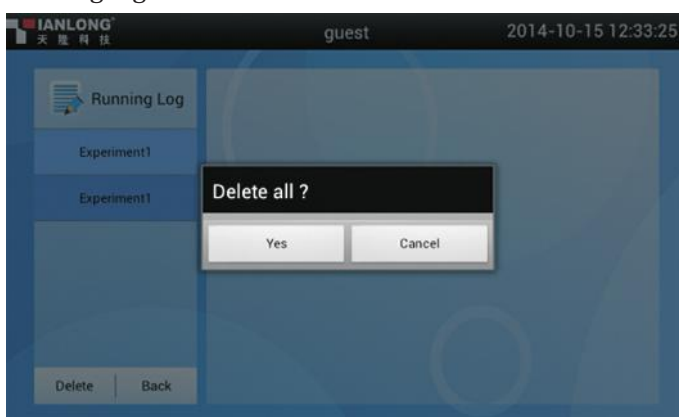 TIANLONG
天隆科技
guest
2014-10-15 12:33:25
Running Log
Experiment1
Experiment1
Delete all ?
Yes Cancel
Delete Back